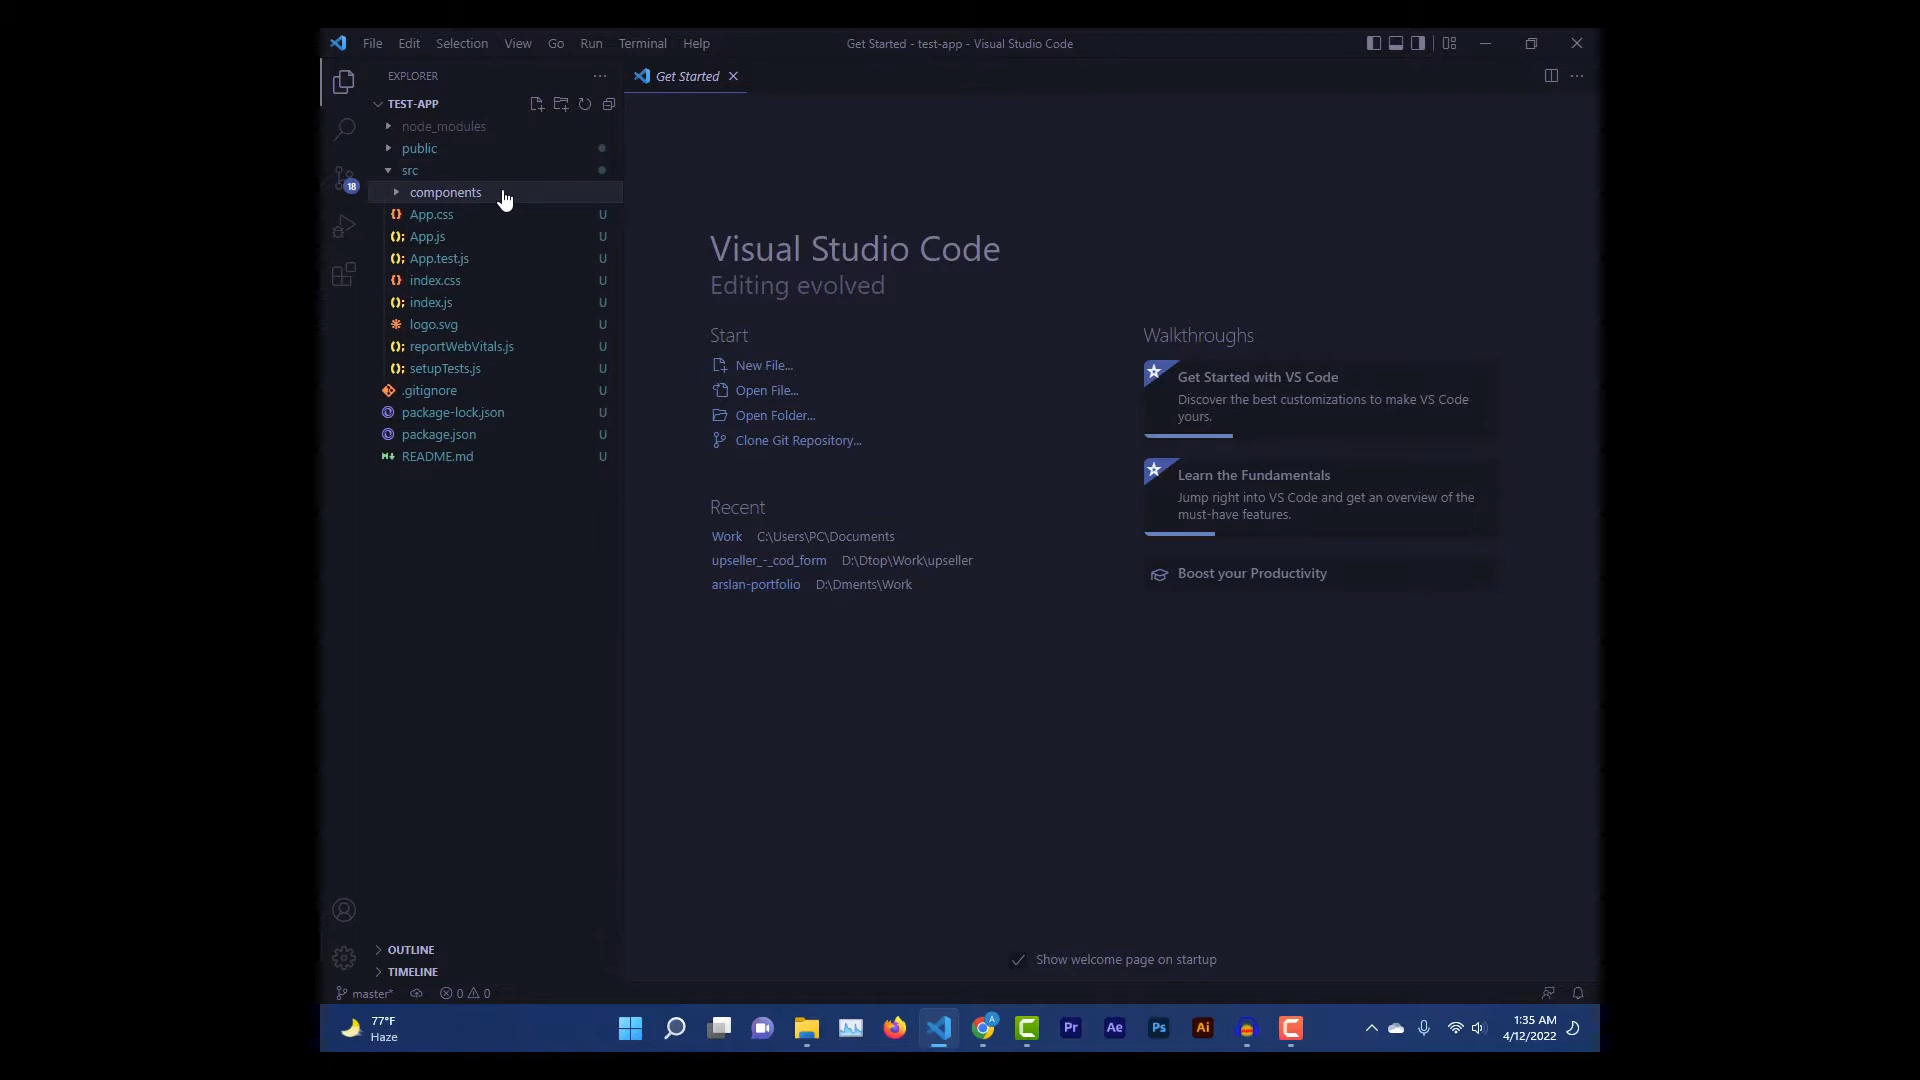 File Edit Selection View Go Run Terminal Help
Get Started - test-app - Visual Studio Code
EXPLORER
TEST-APP
node_modules
public
src
components
App.css U
App.js U
App.test.js U
index.css U
index.js U
logo.svg U
reportWebVitals.js U
setupTests.js U
.gitignore U
package-lock.json U
package.json U
README.md U
OUTLINE
TIMELINE
18
Get Started
Visual Studio Code
Editing evolved
Start
New File...
Open File...
Open Folder...
Clone Git Repository...
Recent
Work C:\Users\PC\Documents
upseller_-_cod_form D:\Dtop\Work\upseller
arslan-portfolio D:\Dments\Work
Walkthroughs
Get Started with VS Code
Discover the best customizations to make VS Code
yours.
Learn the Fundamentals
Jump right into VS Code and get an overview of the
must-have features.
Boost your Productivity
Show welcome page on startup
master* 0 0
77°F
Haze
A
Pr Ae Ps Ai
1:35 AM
4/12/2022